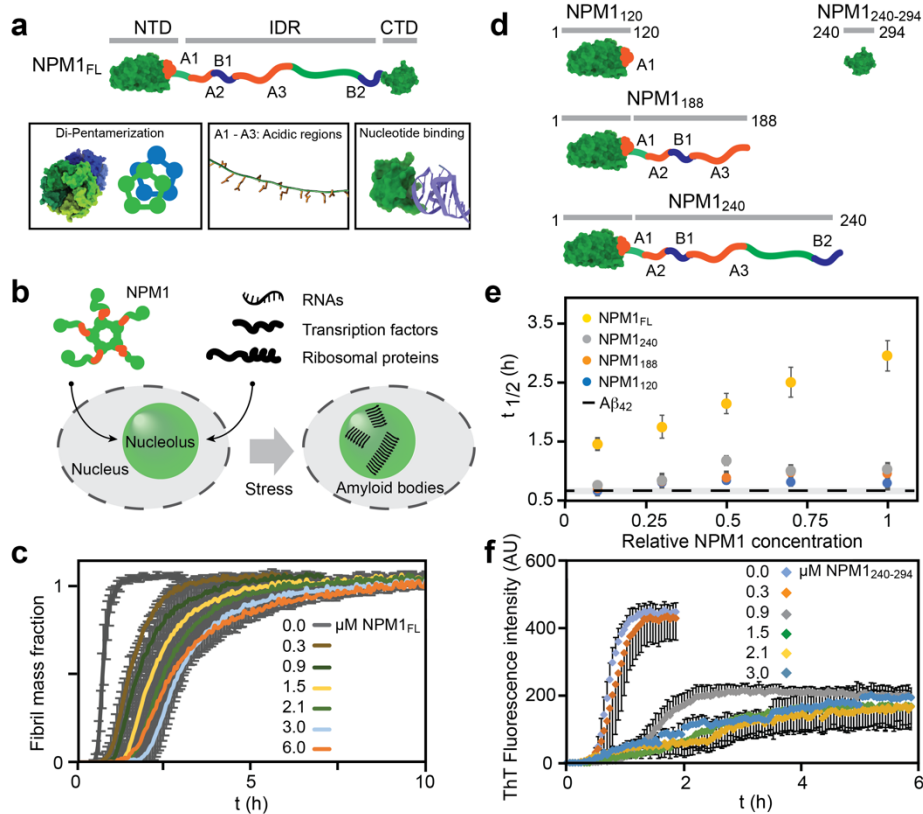 a
NTD IDR CTD
NPM1FL
A1 B1
A2 A3 B2
Di-Pentamerization
A1 - A3: Acidic regions
Nucleotide binding
b
NPM1
RNAs
Transription factors
Ribosomal proteins
Nucleolus
Nucleus
Stress
Amyloid bodies
c
Fibril mass fraction
1
0
0 5 10
t (h)
0.0 µM NPM1FL
0.3
0.9
1.5
2.1
3.0
6.0
d
NPM1120
1 120
A1
NPM1240-294
240 294
NPM1188
1 188
A1 B1
A2 A3
NPM1240
1 240
A1 B1 B2
A2 A3
e
t 1/2 (h)
3.5
2.5
1.5
0.5
NPM1FL
NPM1240
NPM1188
NPM1120
Aβ42
0 0.25 0.5 0.75 1
Relative NPM1 concentration
f
ThT Fluorescence intensity (AU)
600
400
200
0
0.0 µM NPM1240-294
0.3
0.9
1.5
2.1
3.0
0 2 4 6
t (h)